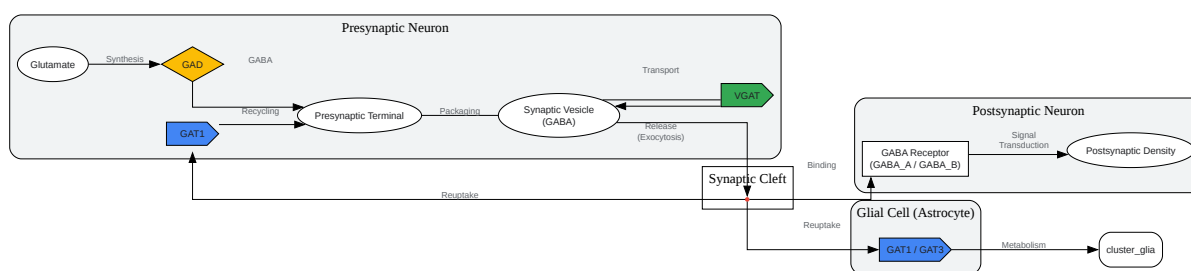 Presynaptic Neuron
Glutamate
Synthesis
GAD
GABA
Recycling
GAT1
Presynaptic Terminal
Packaging
Synaptic Vesicle
(GABA)
Transport
VGAT
Release
(Exocytosis)
Postsynaptic Neuron
GABA Receptor
(GABA_A / GABA_B)
Signal
Transduction
Postsynaptic Density
Binding
Synaptic Cleft
Reuptake
Reuptake
Glial Cell (Astrocyte)
GAT1 / GAT3
Metabolism
cluster_glia